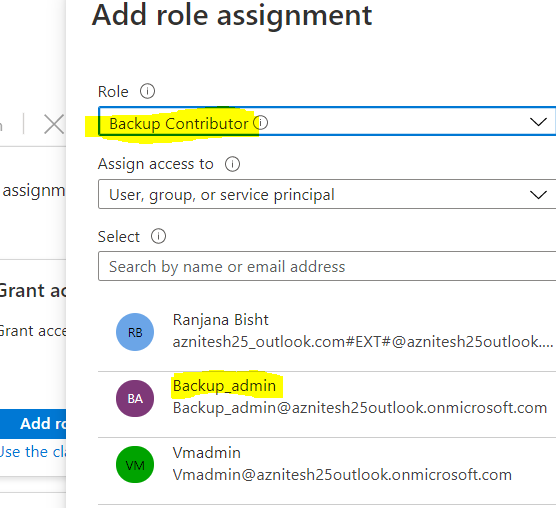 Add role assignment
Role
Backup Contributor
Assign access to
User, group, or service principal
Select
Search by name or email address
RB
Ranjana Bisht
aznitesh25_outlook.com#EXT#@aznitesh25outlook....
BA
Backup_admin
Backup_admin@aznitesh25outlook.onmicrosoft.com
VM
Vmadmin
Vmadmin@aznitesh25outlook.onmicrosoft.com
assignm
Grant ac
Grant acce
Add ro
Use the cla